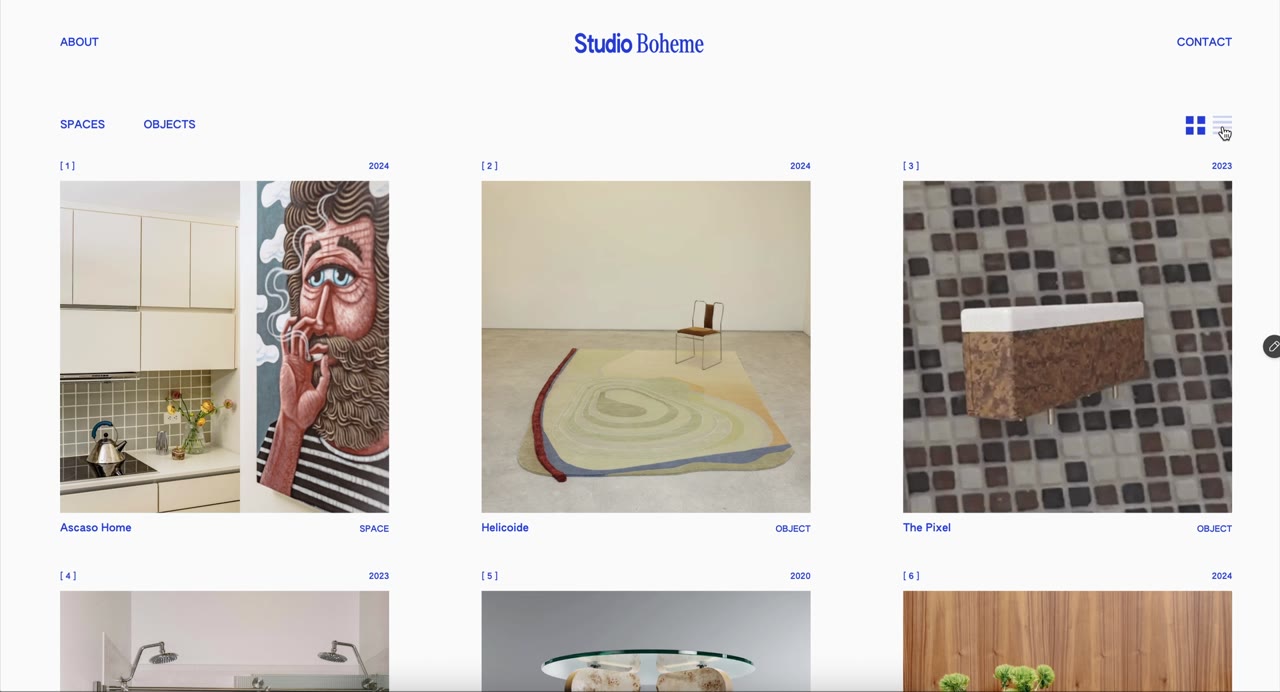 ABOUT
Studio Boheme
CONTACT
SPACES
OBJECTS
[ 1 ]
2024
[ 2 ]
2024
[ 3 ]
2023
Ascaso Home
SPACE
Helicoide
OBJECT
The Pixel
OBJECT
[ 4 ]
2023
[ 5 ]
2020
[ 6 ]
2024